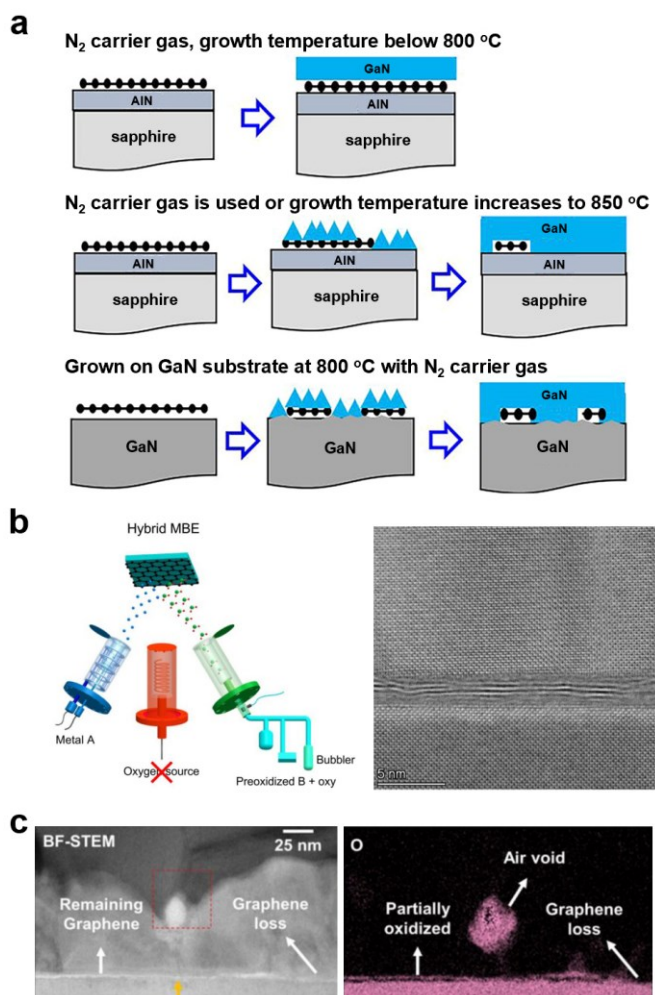 a
N₂ carrier gas, growth temperature below 800 °C
GaN
AlN
AlN
sapphire
sapphire
N₂ carrier gas is used or growth temperature increases to 850 °C
GaN
AlN
AlN
AlN
sapphire
sapphire
sapphire
Grown on GaN substrate at 800 °C with N₂ carrier gas
GaN
GaN
GaN
GaN
b
Hybrid MBE
Metal A
Oxygen source
Bubbler
Preoxidized B + oxy
5 nm
c
BF-STEM
25 nm
Remaining
Graphene
Graphene
loss
O
Air void
Partially
oxidized
Graphene
loss